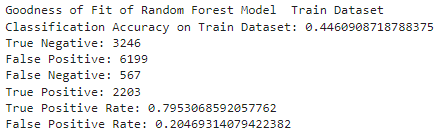 Goodness of Fit of Random Forest Model  Train Dataset
Classification Accuracy on Train Dataset: 0.4460908718788375
True Negative: 3246
False Positive: 6199
False Negative: 567
True Positive: 2203
True Positive Rate: 0.7953068592057762
False Positive Rate: 0.20469314079422382